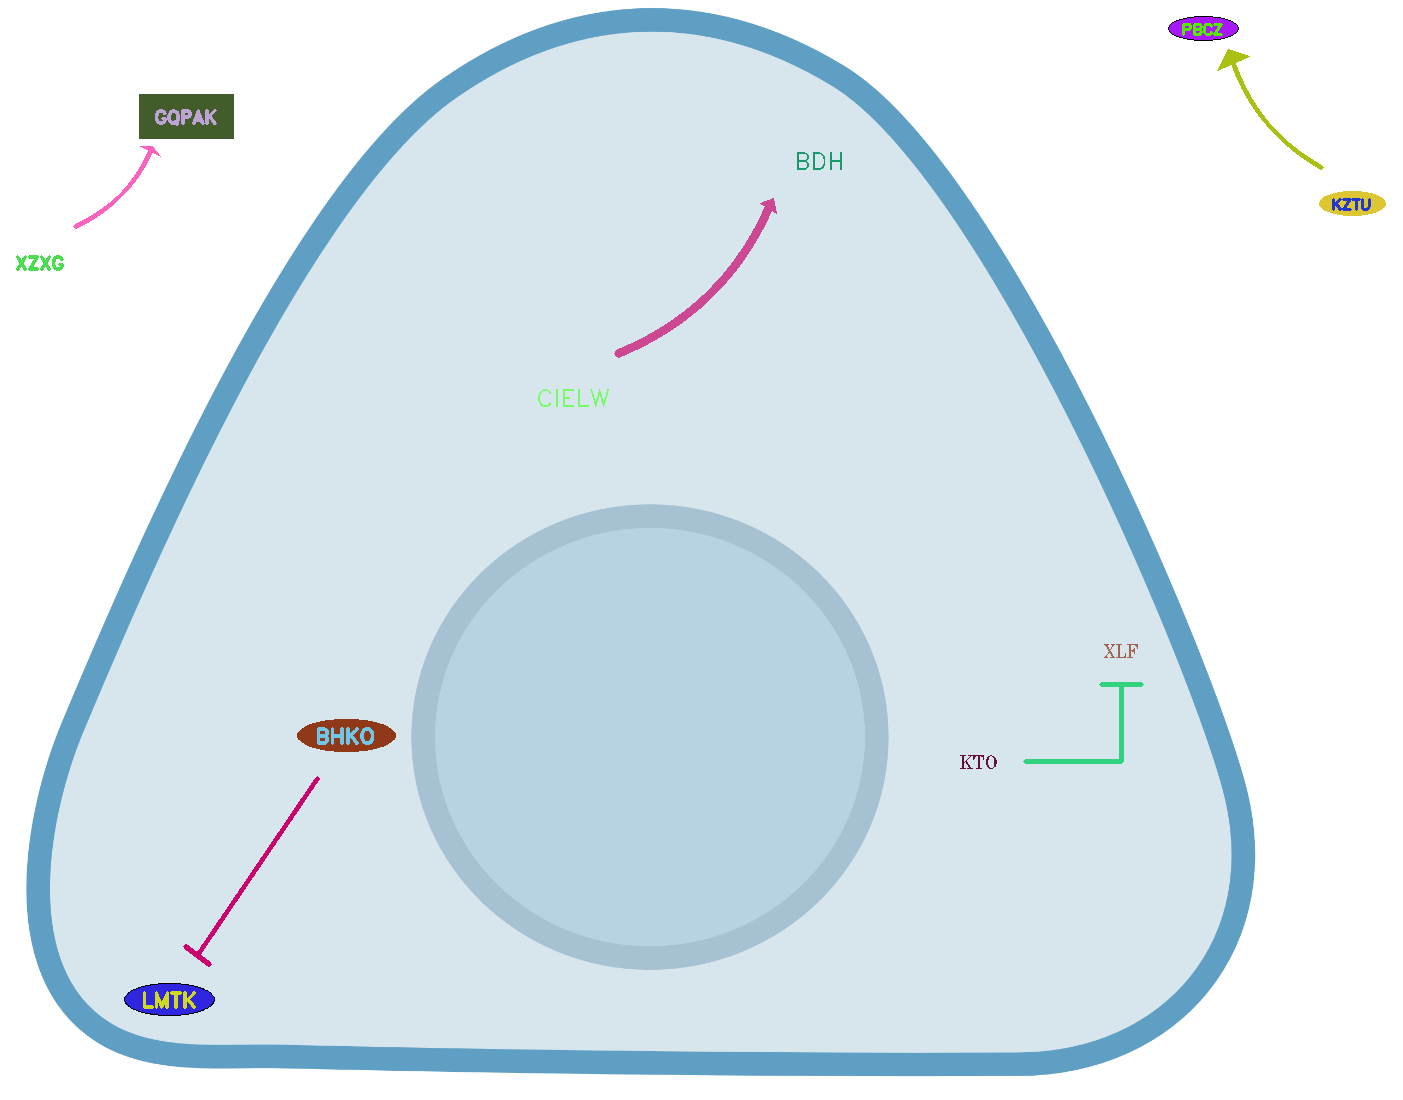 PBCZ
GQPAK
BDH
KZTU
XZXG
CIELW
XLF
BHKO
KTO
LMTK